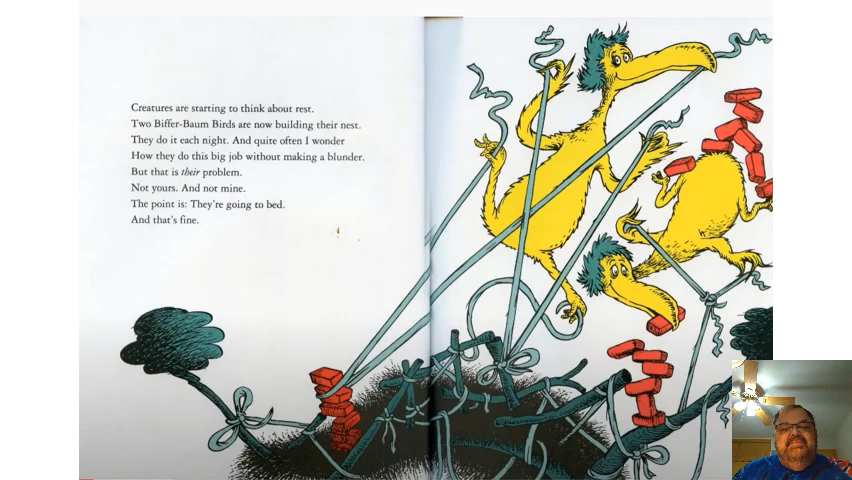 Creatures are starting to think about rest.
Two Biffer-Baum Birds are now building their nest.
They do it each night. And quite often I wonder
How they do this big job without making a blunder.
But that is their problem.
Not yours. And not mine.
The point is: They're going to bed.
And that's fine.